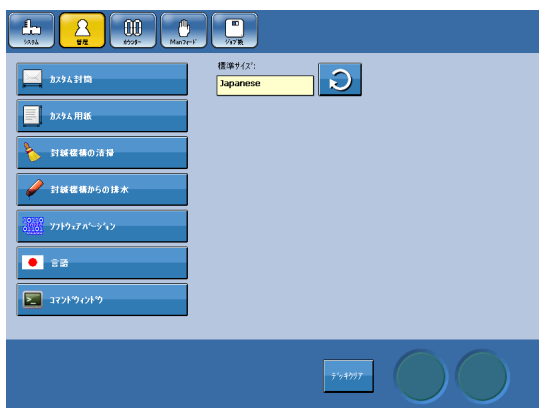 システム
管理
カウンター
Manフィード
ジョブ数
カスタム封筒
カスタム用紙
封緘機構の清掃
封緘機構からの排水
ソフトウェアバージョン
言語
コマンドウィンドウ
標準サイズ:
Japanese
デッキクリア